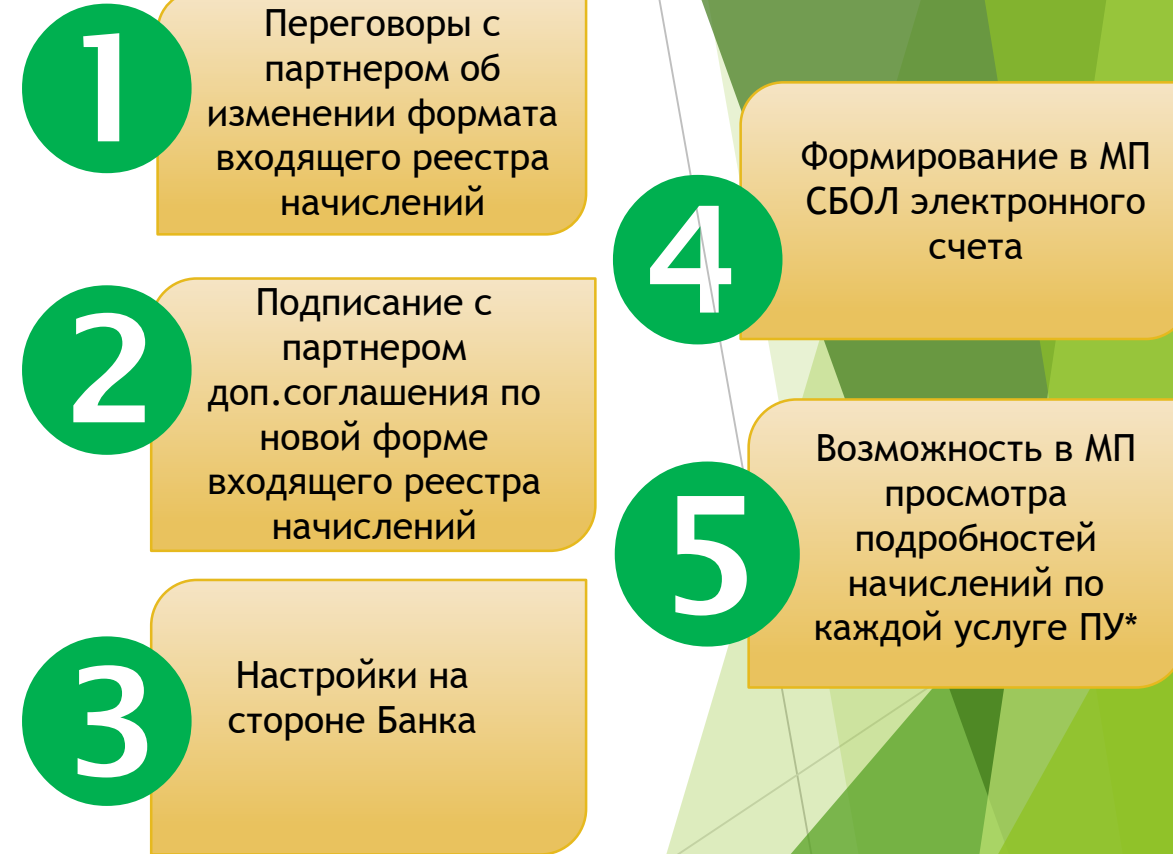 1
Переговоры с
партнером об
изменении формата
входящего реестра
начислений
2
Подписание с
партнером
доп.соглашения по
новой форме
входящего реестра
начислений
3
Настройки на
стороне Банка
4
Формирование в МП
СБОЛ электронного
счета
5
Возможность в МП
просмотра
подробностей
начислений по
каждой услуге ПУ*